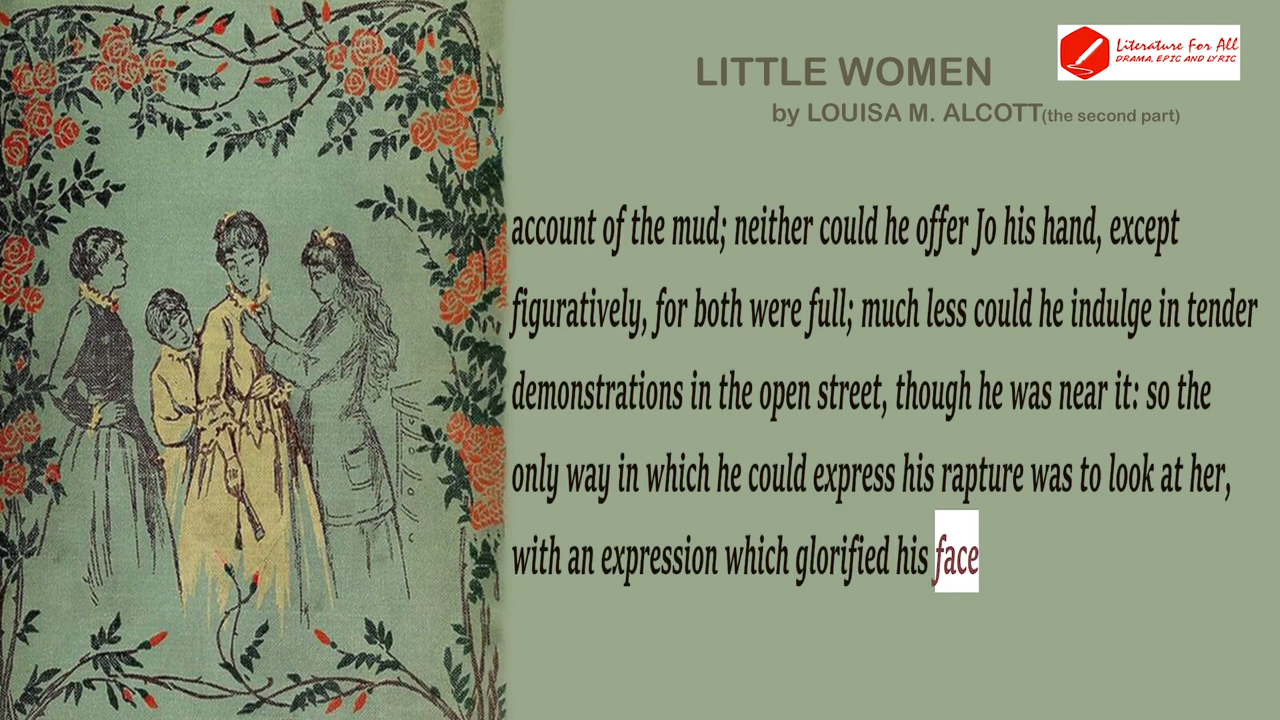 LITTLE WOMEN
by LOUISA M. ALCOTT(the second part)
Literature For All
DRAMA, EPIC AND LYRIC
account of the mud; neither could he offer Jo his hand, except
figuratively, for both were full; much less could he indulge in tender
demonstrations in the open street, though he was near it: so the
only way in which he could express his rapture was to look at her,
with an expression which glorified his face